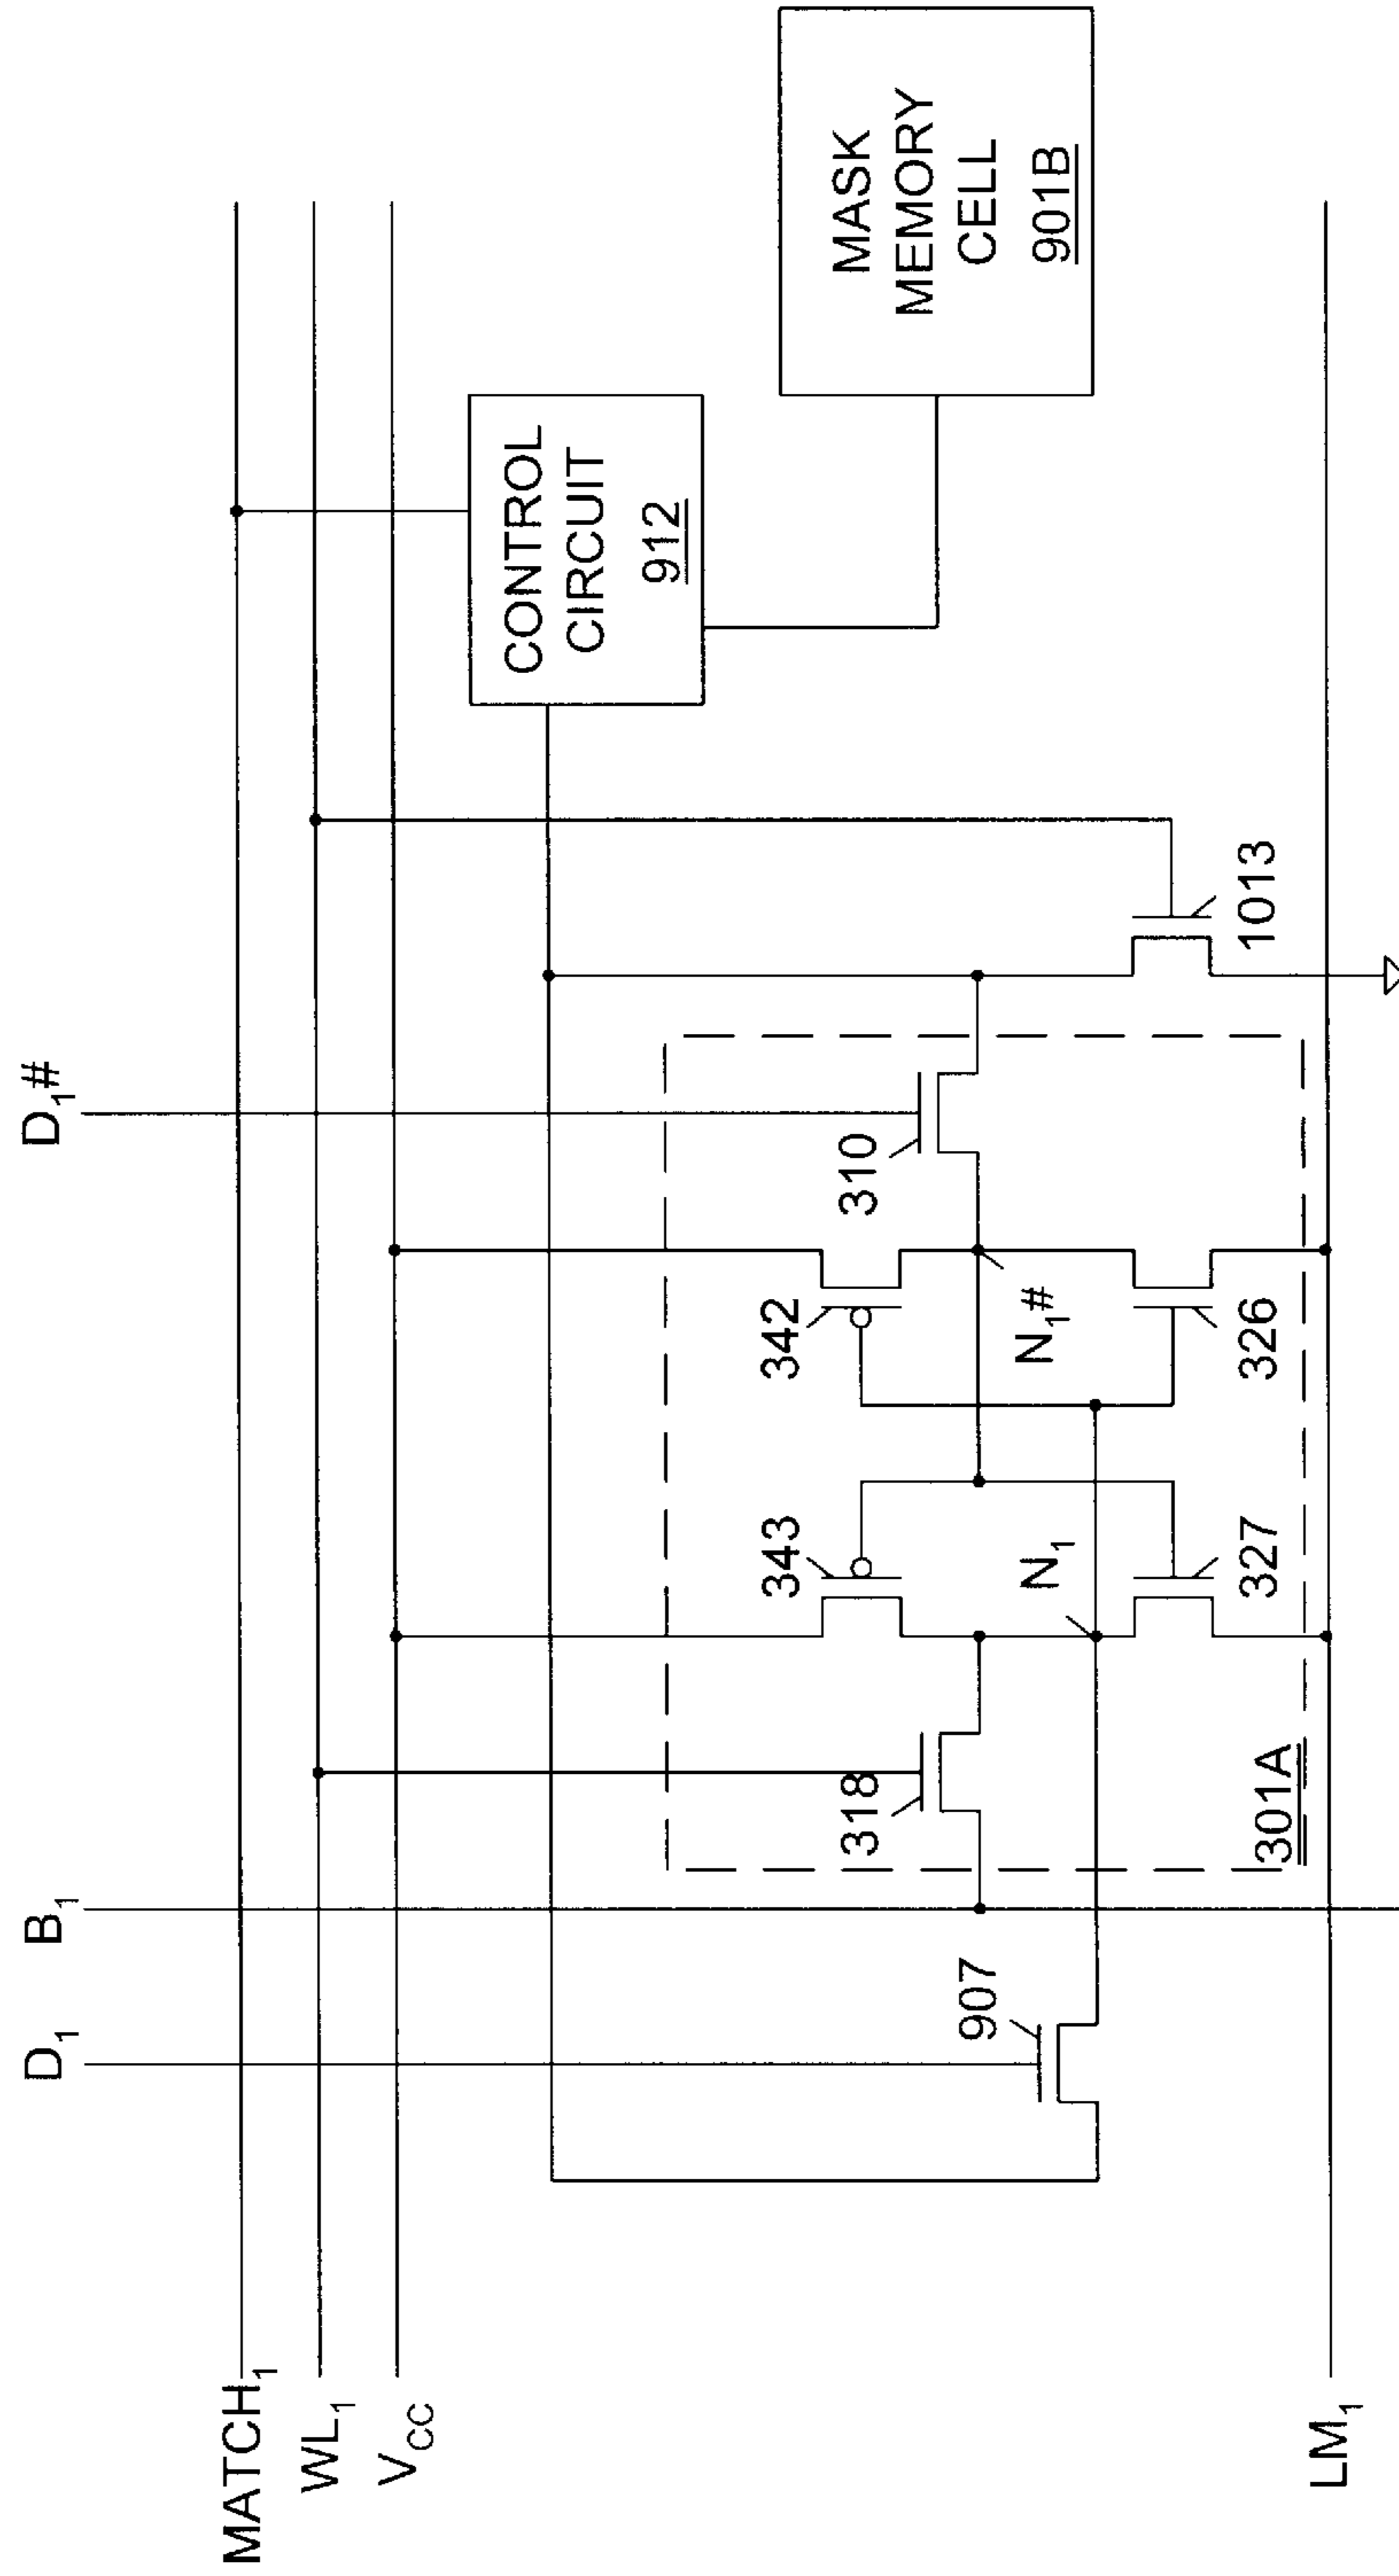 D₁
B₁
D₁#
MATCH₁
WL₁
V_CC
CONTROL
CIRCUIT
912
MASK
MEMORY
CELL
901B
343
342
318
310
907
N₁
N₁#
301A
327
326
1013
LM₁